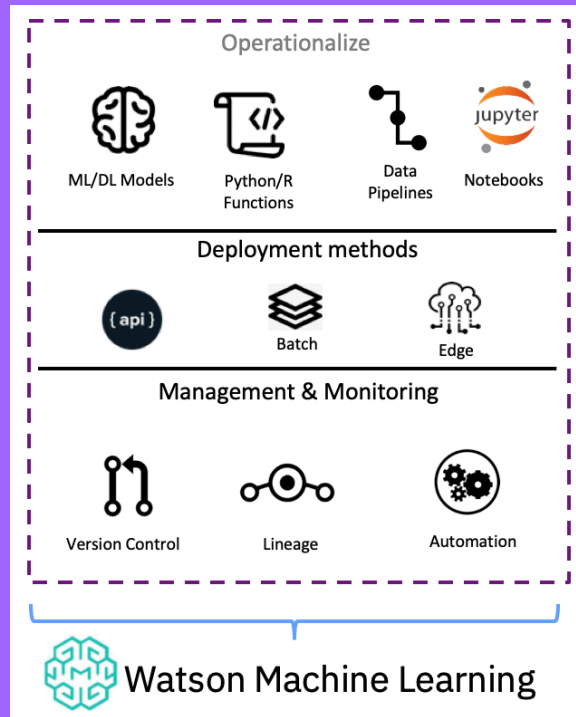 Operationalize
</>
jupyter
ML/DL Models
Python/R
Functions
Data
Pipelines
Notebooks
Deployment methods
{ api }
Batch
Edge
Management & Monitoring
Version Control
Lineage
Automation
M
Watson Machine Learning